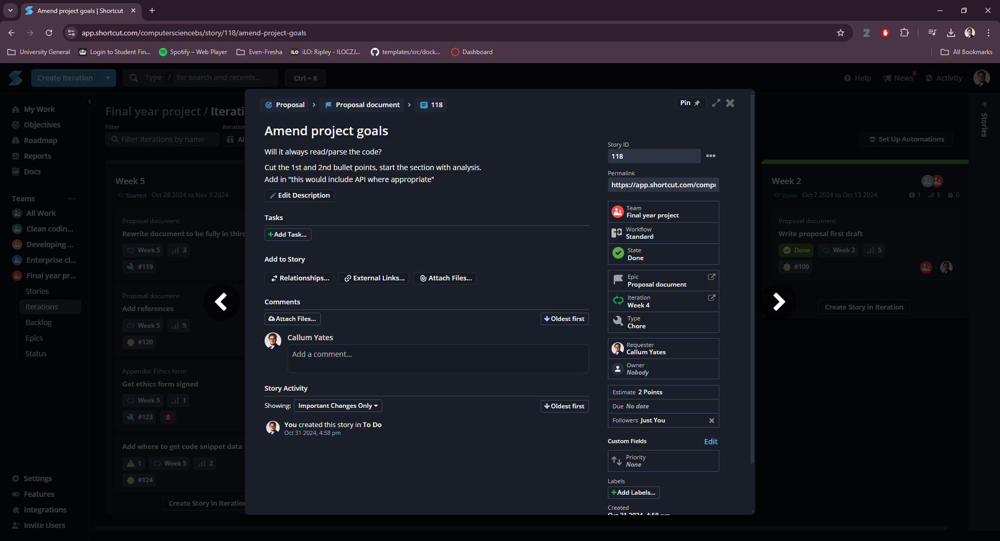 Amend project goals | Shortcut
app.shortcut.com/computersciencebs/story/118/amend-project-goals
University General
Login to Student Fin...
Spotify – Web Player
Even-Fresha
iLO
iLO: Ripley - ILOCZJ...
templates/src/dock...
Dashboard
All Bookmarks
Create Iteration
Type / for search and recents...
Ctrl + K
Help
News
Activity
My Work
Objectives
Roadmap
Reports
Docs
Teams
All Work
Clean codin...
Developing ...
Enterprise cl...
Final year pr...
Stories
Iterations
Backlog
Epics
Status
Settings
Features
Integrations
Invite Users
Final year project / Iterati
Filter
Filter Iterations by name
Iteration
Al
Week 5
Started Oct 28 2024 to Nov 3 2024
Proposal document
Rewrite document to be fully in third
Week 5
3
#119
Proposal document
Add references
Week 5
5
#120
Appendix: Ethics form
Get ethics form signed
Week 5
1
#123
Add where to get code snippet data
1
Week 5
2
#124
Create Story in Iteration
Proposal
Proposal document
118
Pin
Amend project goals
Will it always read/parse the code?
Cut the 1st and 2nd bullet points, start the section with analysis.
Add in "this would include API where appropriate"
Edit Description
Tasks
+Add Task...
Add to Story
Relationships...
External Links...
Attach Files...
Comments
Attach Files...
Oldest first
Callum Yates
Add a comment...
Story Activity
Showing: Important Changes Only
Oldest first
You created this story in To Do
Oct 31 2024, 4:58 pm
Story ID
118
Permalink
https://app.shortcut.com/compu
Team
Final year project
Workflow
Standard
State
Done
Epic
Proposal document
Iteration
Week 4
Type
Chore
Requester
Callum Yates
Owner
Nobody
Estimate 2 Points
Due No date
Followers Just You
Custom Fields
Edit
Priority
None
Labels
+Add Labels...
Created
Oct 31 2024, 4:58 pm
Stories
Set Up Automations
Week 2
Done Oct 7 2024 to Oct 13 2024
1
5
0
Proposal document
Write proposal first draft
Done
Week 2
5
#109
Create Story in Iteration